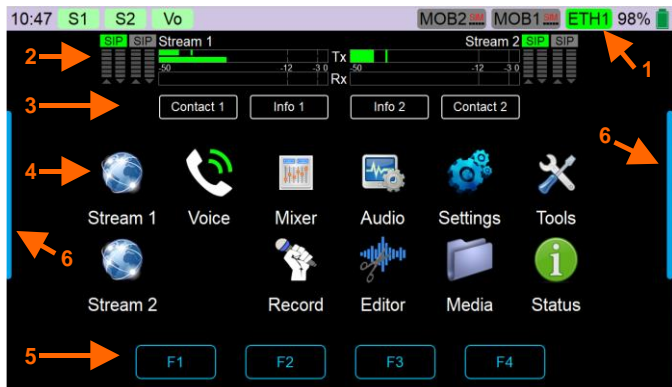 10:47 S1 S2 Vo MOB2 SIM MOB1 SIM ETH1 98%
SIP SIP Stream 1 Stream 2 SIP SIP
2 Tx 1
-50 -12 -3 0 -50 -12 -3 0
Rx
3 Contact 1 Info 1 Info 2 Contact 2
6
4
Stream 1 Voice Mixer Audio Settings Tools
6
Stream 2 Record Editor Media Status
5 F1 F2 F3 F4